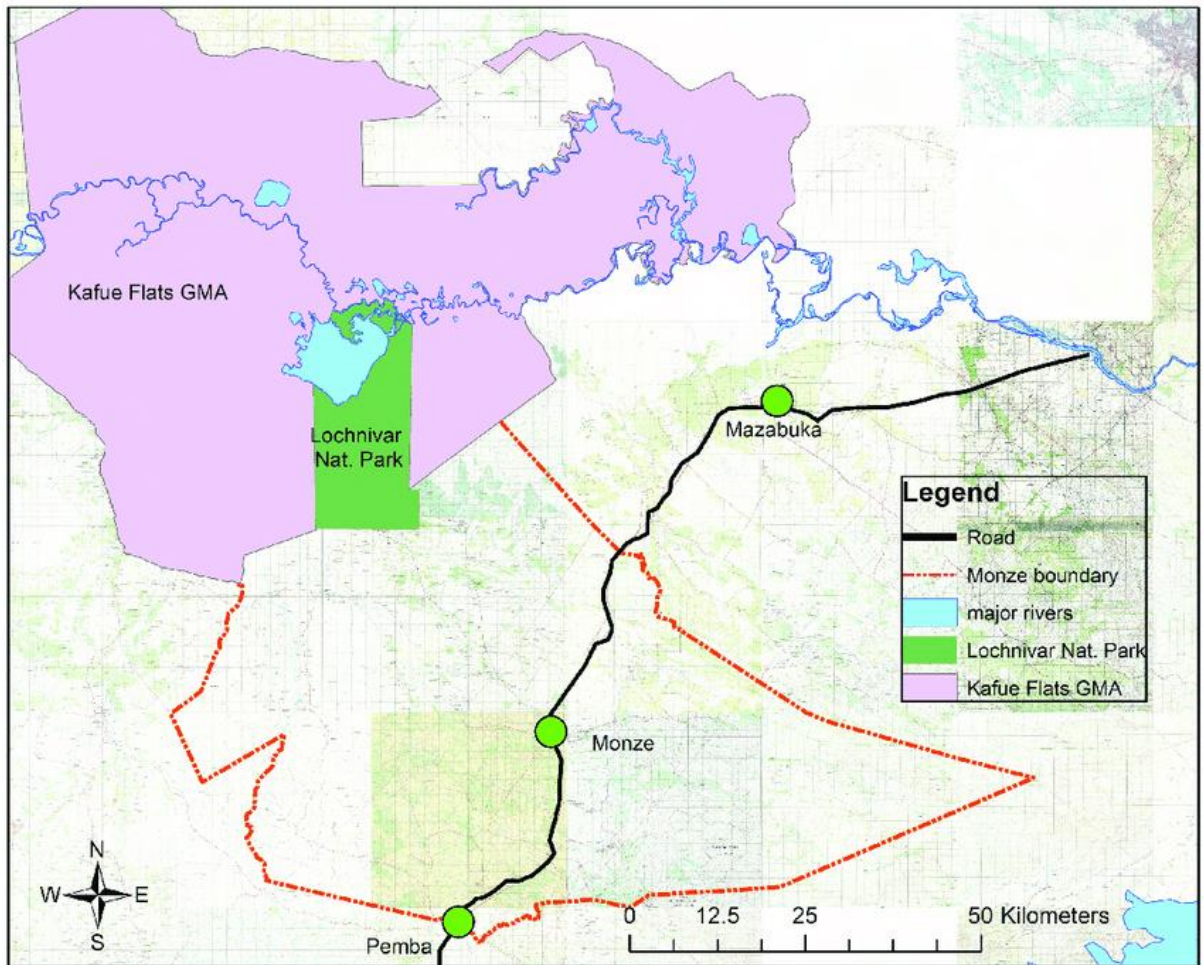 Kafue Flats GMA
Lochnivar
Nat. Park
Mazabuka
Legend
Road
Monze boundary
major rivers
Lochnivar Nat. Park
Kafue Flats GMA
Monze
N
W
E
S
Pemba
0
12.5
25
50 Kilometers